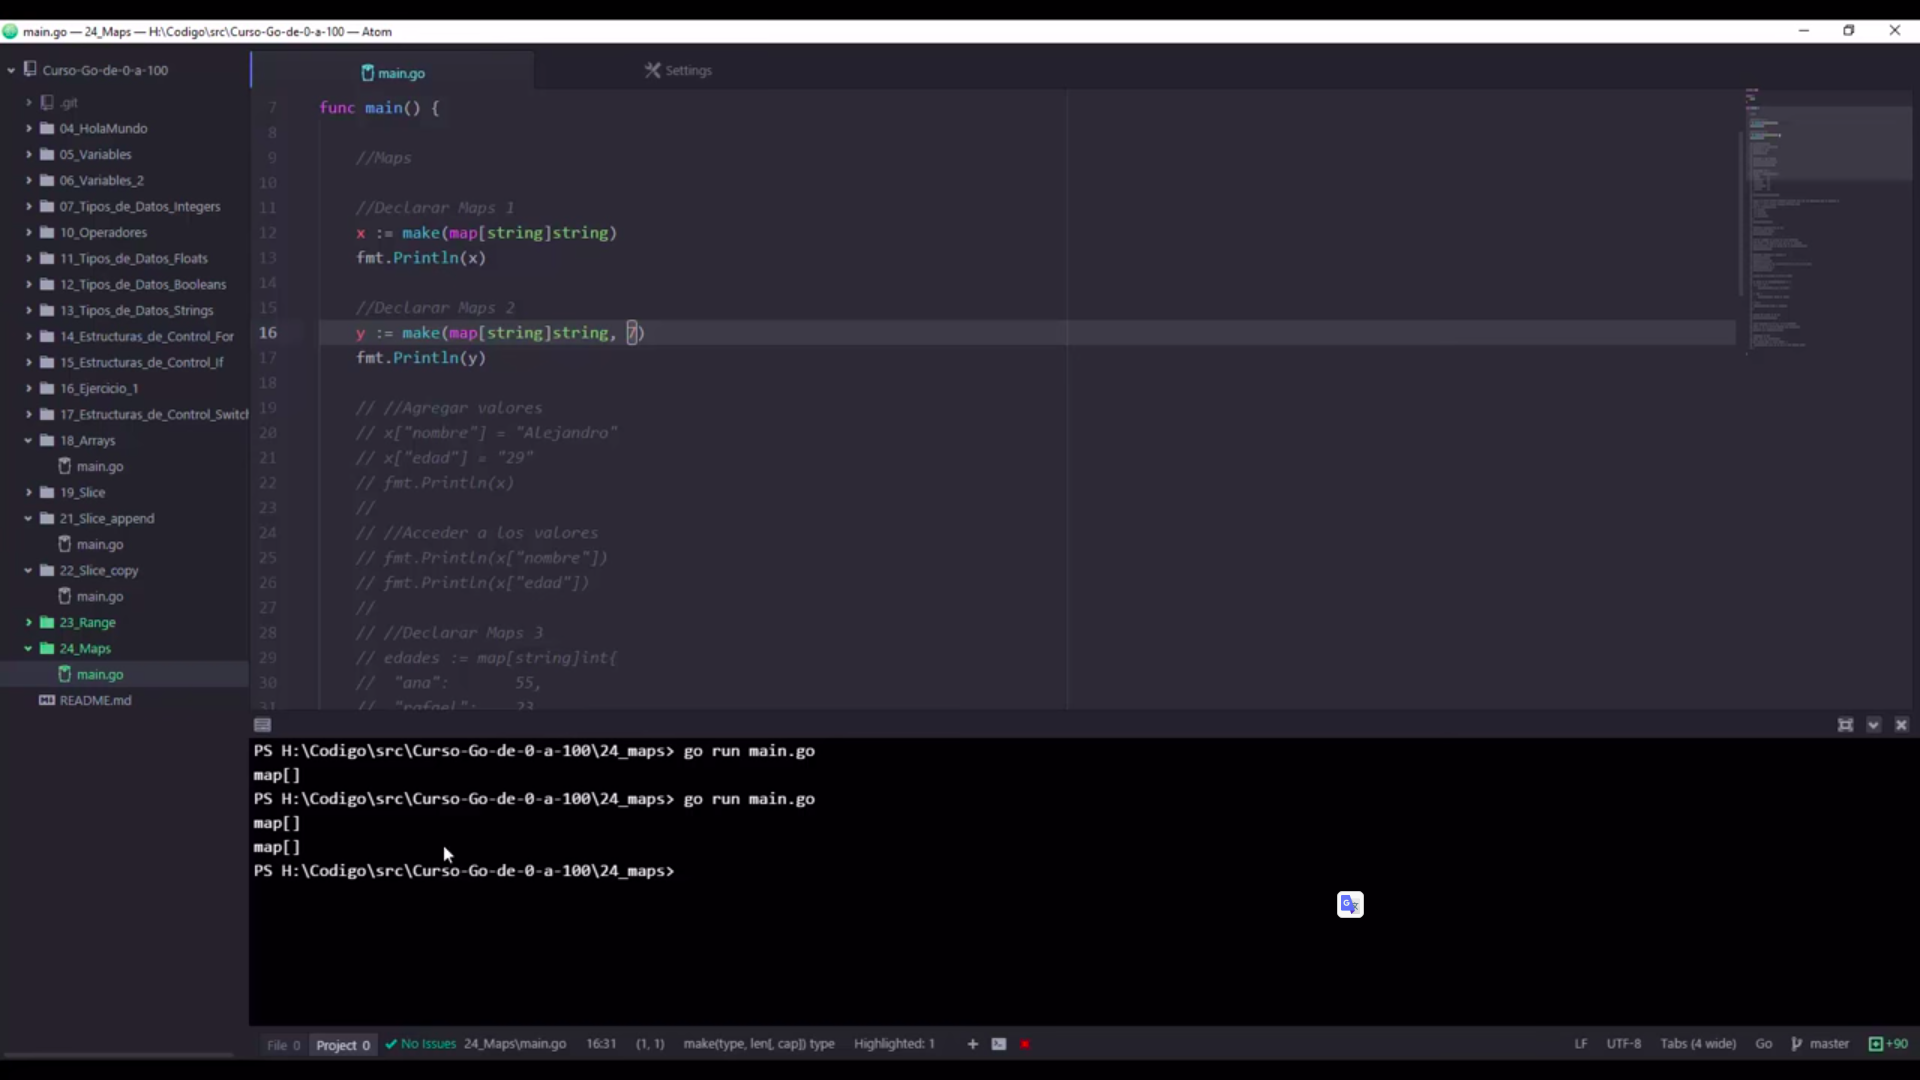 main.go — 24_Maps — H:\Codigo\src\Curso-Go-de-0-a-100 — Atom
Curso-Go-de-0-a-100
.git
04_HolaMundo
05_Variables
06_Variables_2
07_Tipos_de_Datos_Integers
10_Operadores
11_Tipos_de_Datos_Floats
12_Tipos_de_Datos_Booleans
13_Tipos_de_Datos_Strings
14_Estructuras_de_Control_For
15_Estructuras_de_Control_If
16_Ejercicio_1
17_Estructuras_de_Control_Switch
18_Arrays
main.go
19_Slice
21_Slice_append
main.go
22_Slice_copy
main.go
23_Range
24_Maps
main.go
README.md
main.go
Settings
7 func main() {
8
9 //Maps
10
11 //Declarar Maps 1
12 x := make(map[string]string)
13 fmt.Println(x)
14
15 //Declarar Maps 2
16 y := make(map[string]string, 7)
17 fmt.Println(y)
18
19 // //Agregar valores
20 // x["nombre"] = "Alejandro"
21 // x["edad"] = "29"
22 // fmt.Println(x)
23 //
24 // //Acceder a los valores
25 // fmt.Println(x["nombre"])
26 // fmt.Println(x["edad"])
27 //
28 // //Declarar Maps 3
29 // edades := map[string]int{
30 // "ana": 55,
31 // "rafael": 23
PS H:\Codigo\src\Curso-Go-de-0-a-100\24_maps> go run main.go
map[]
PS H:\Codigo\src\Curso-Go-de-0-a-100\24_maps> go run main.go
map[]
map[]
PS H:\Codigo\src\Curso-Go-de-0-a-100\24_maps>
File 0 Project 0 No Issues 24_Maps\main.go 16:31 (1, 1) make(type, len[, cap]) type Highlighted: 1 LF UTF-8 Tabs (4 wide) Go master +90